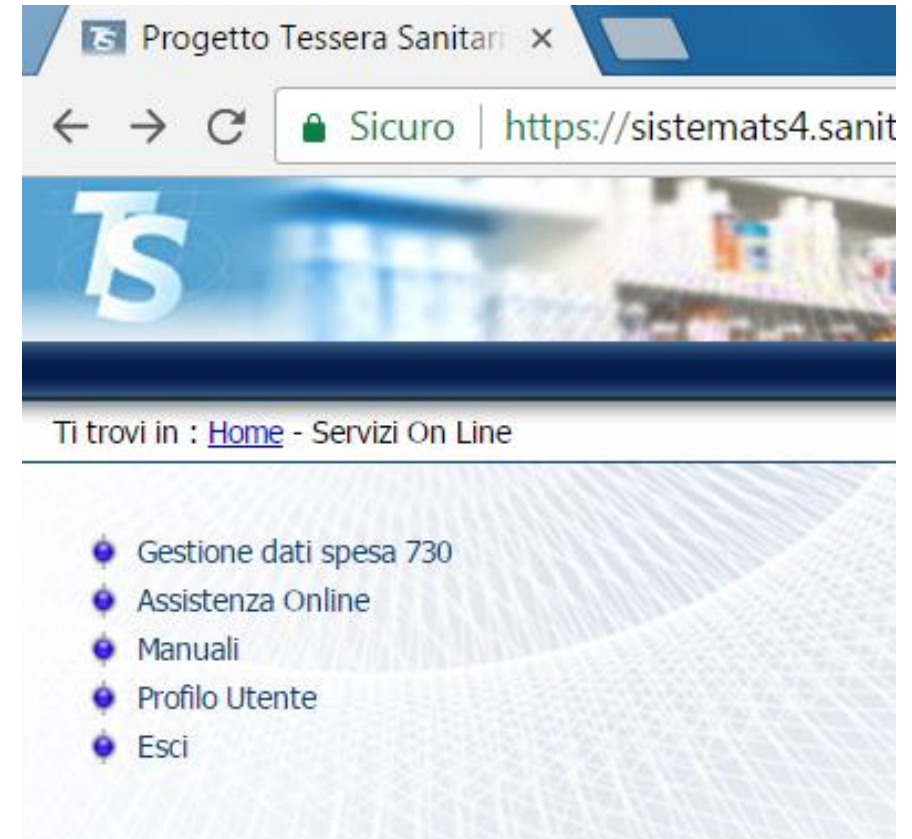 TS Progetto Tessera Sanitari
Sicuro | https://sistemats4.sanit
TS
Ti trovi in : Home - Servizi On Line
Gestione dati spesa 730
Assistenza Online
Manuali
Profilo Utente
Esci